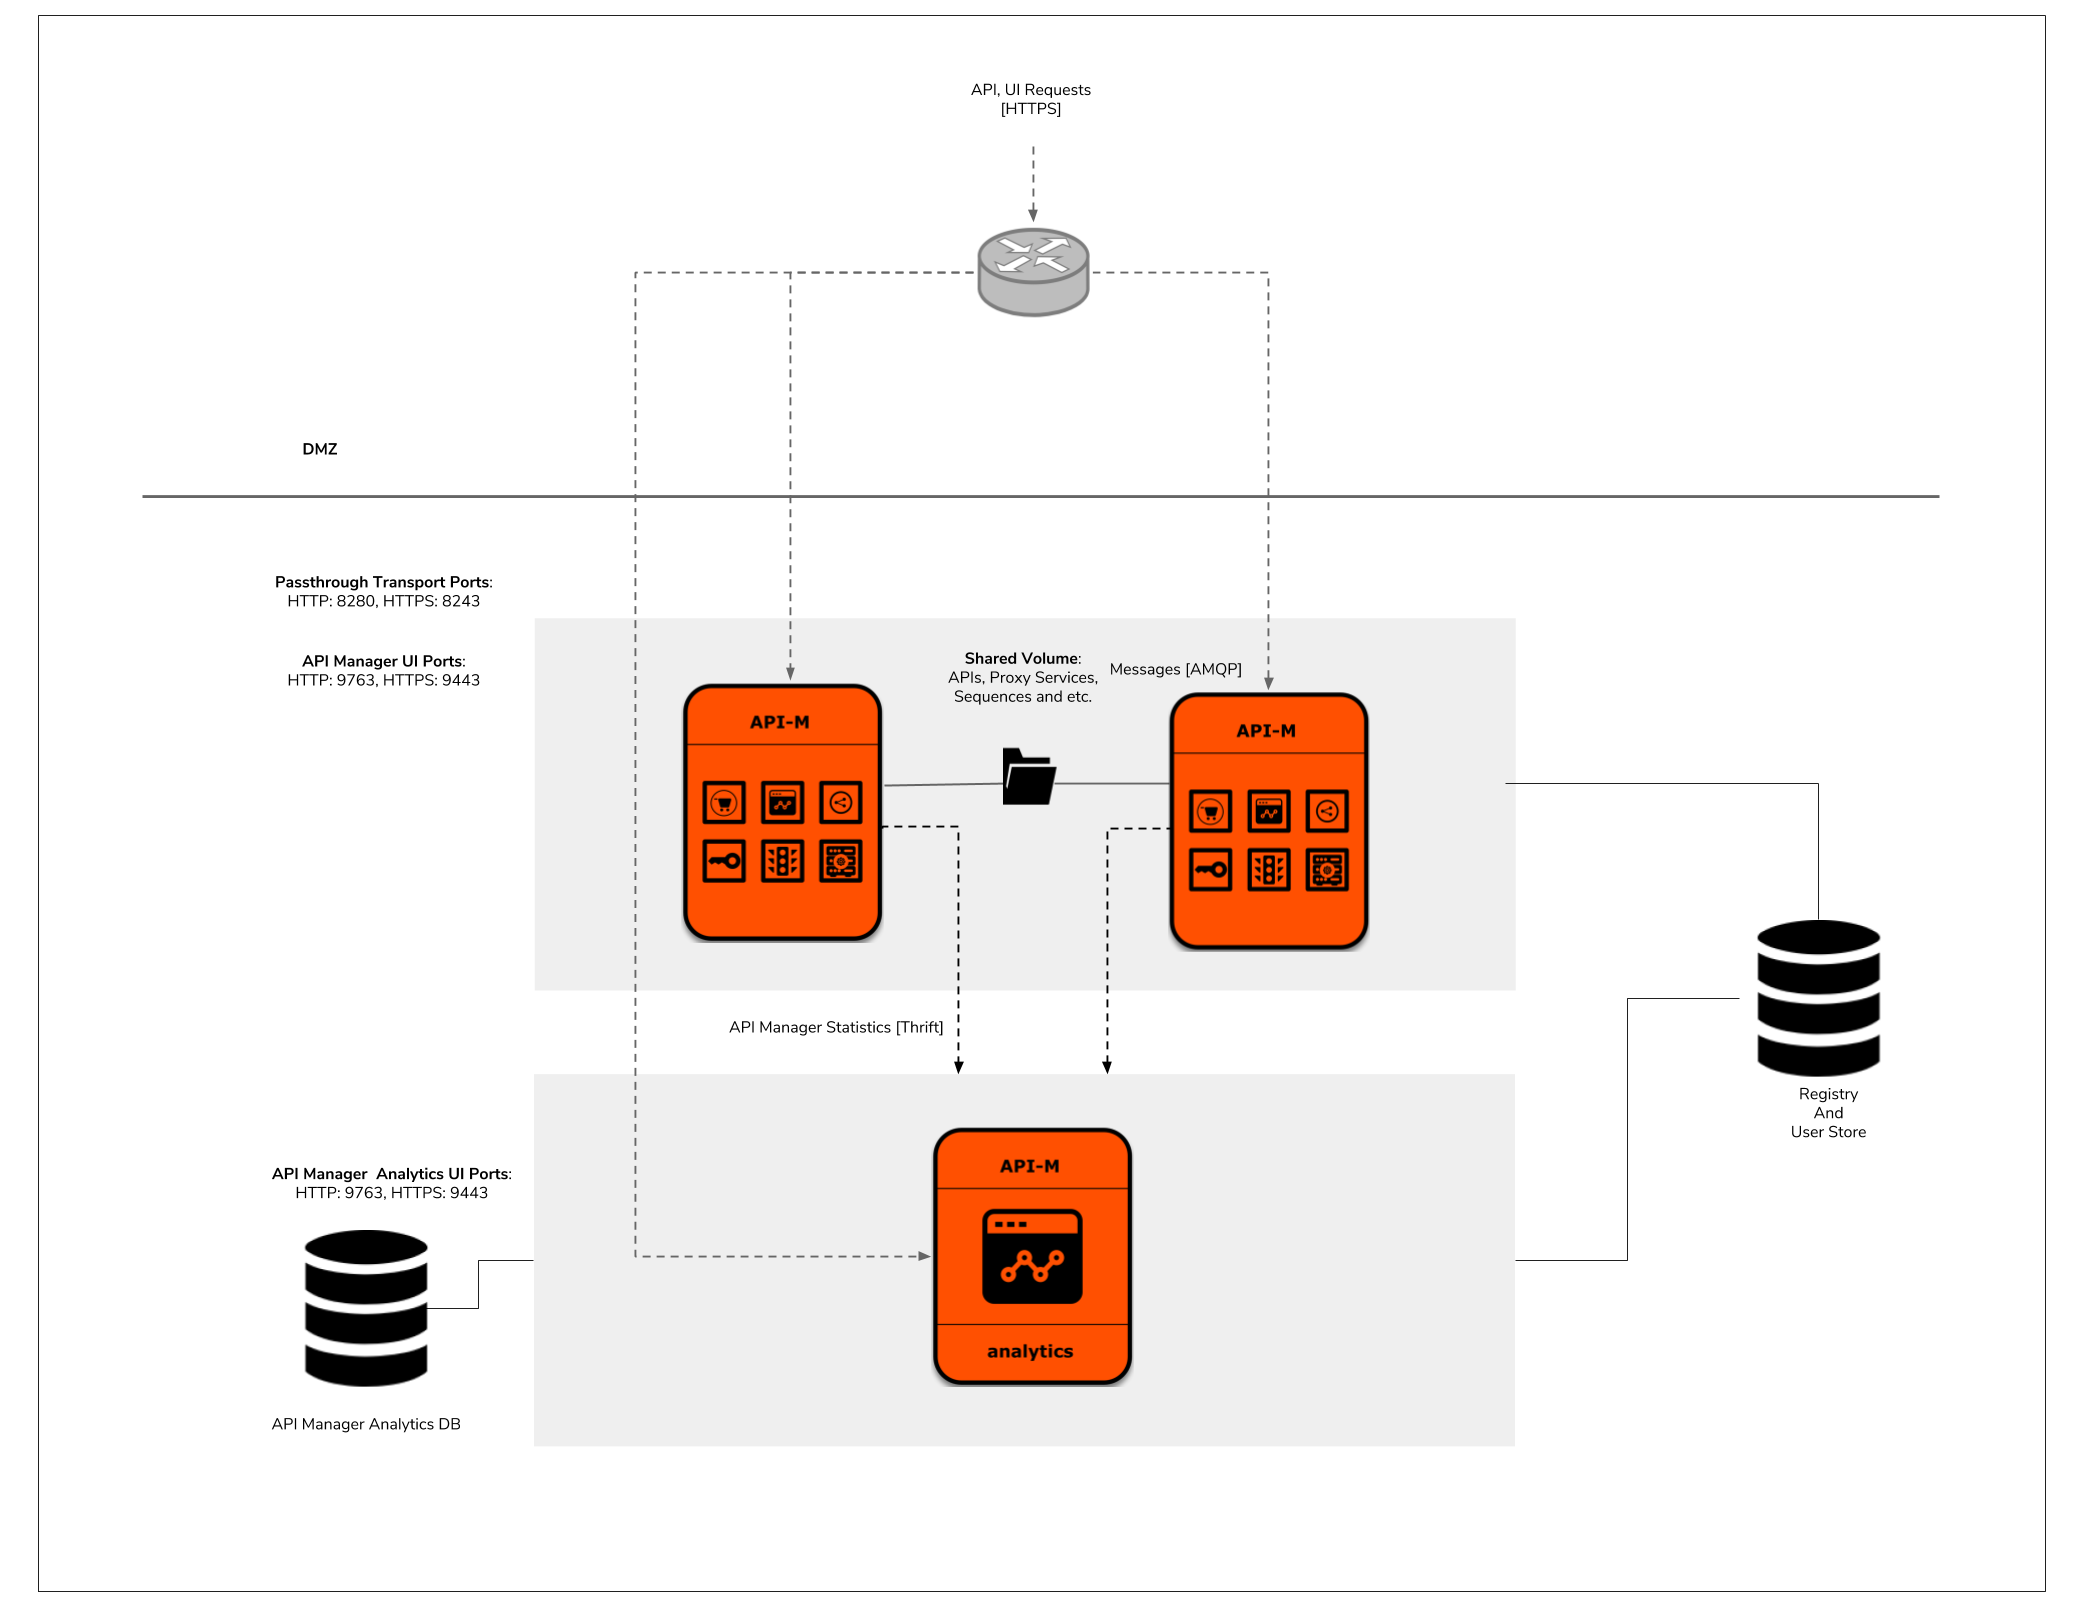 API, UI Requests
[HTTPS]
DMZ
Passthrough Transport Ports:
HTTP: 8280, HTTPS: 8243
API Manager UI Ports:
HTTP: 9763, HTTPS: 9443
Shared Volume:
APIs, Proxy Services,
Sequences and etc.
Messages [AMQP]
API-M
API-M
API Manager Statistics [Thrift]
Registry
And
User Store
API Manager  Analytics UI Ports:
HTTP: 9763, HTTPS: 9443
API-M
analytics
API Manager Analytics DB